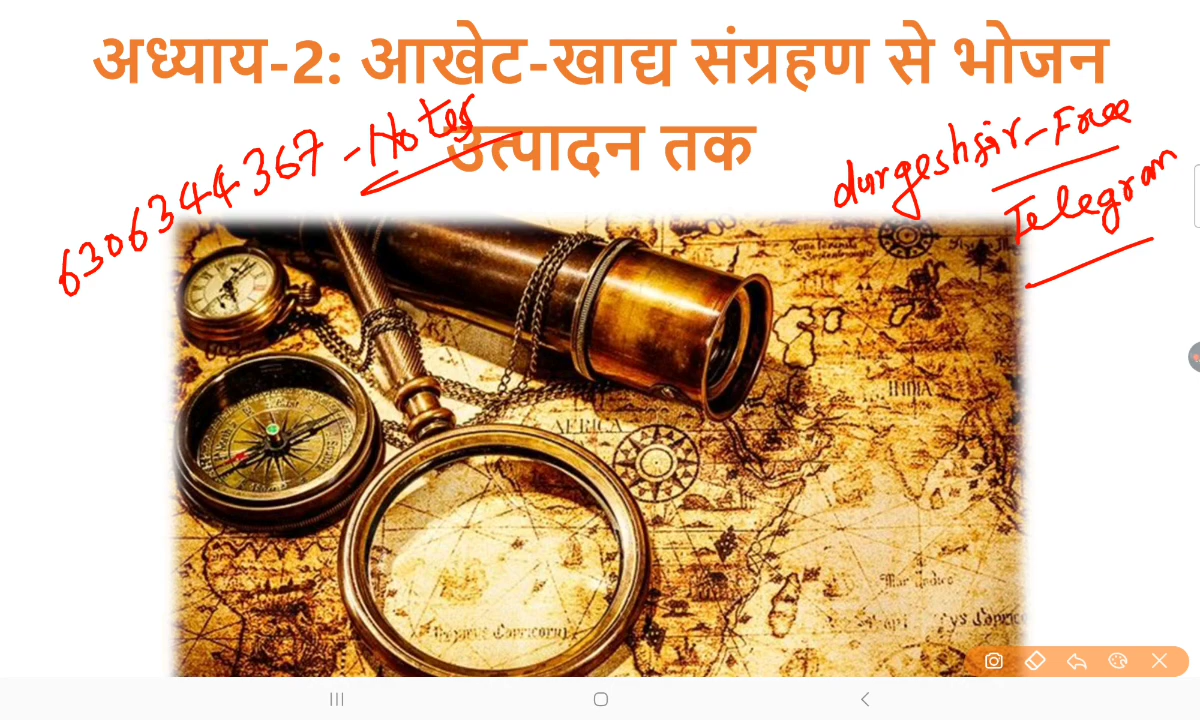 अध्याय-2: आखेट-खाद्य संग्रहण से भोजन
उत्पादन तक
6306344367 - Notes
durgeshsir - Free
Telegram
AFRICA
INDIA